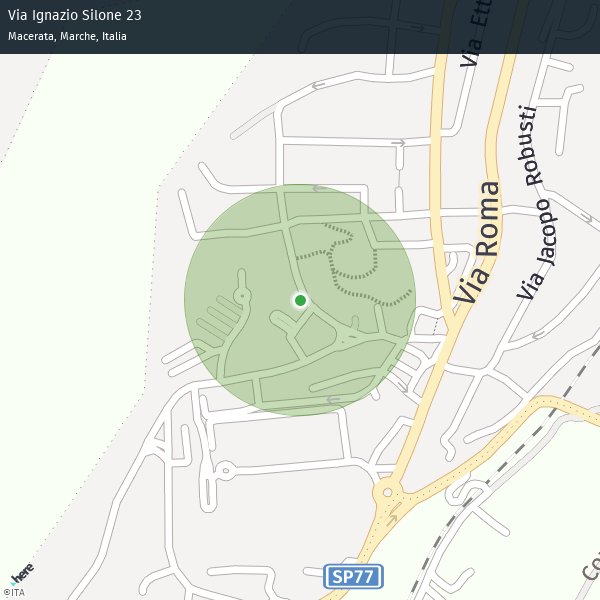 Via Ignazio Silone 23
Macerata, Marche, Italia
Via Ett
Via Jacopo Robusti
Via Roma
SP77
Co
here
©ITA